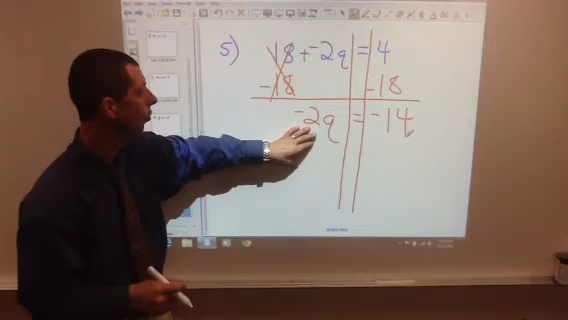 5) 18 + -2q = 4
-18 -18
-2q = -14